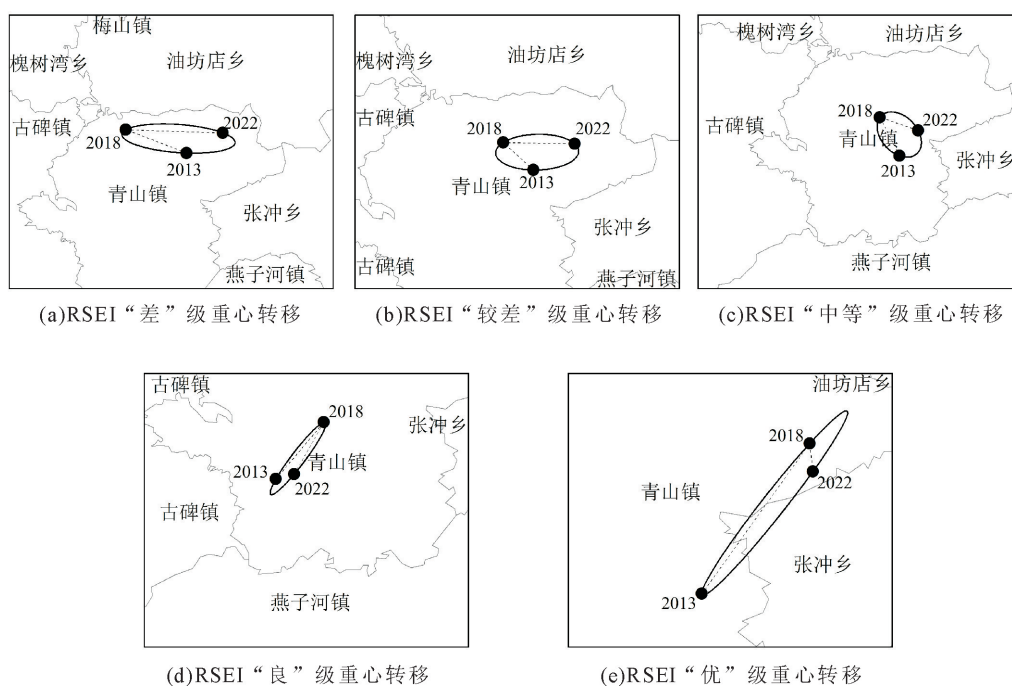 梅山镇
槐树湾乡
油坊店乡
古碑镇
2018
2022
2013
青山镇
张冲乡
燕子河镇
(a)RSEI“差”级重心转移
槐树湾乡
油坊店乡
古碑镇
2018
2022
2013
青山镇
张冲乡
古碑镇
燕子河镇
(b)RSEI“较差”级重心转移
槐树湾乡
油坊店乡
2018
2022
古碑镇
青山镇
2013
张冲乡
燕子河镇
(c)RSEI“中等”级重心转移
古碑镇
2018
张冲乡
青山镇
2013
2022
古碑镇
燕子河镇
(d)RSEI“良”级重心转移
油坊店乡
2018
青山镇
2022
张冲乡
2013
(e)RSEI“优”级重心转移